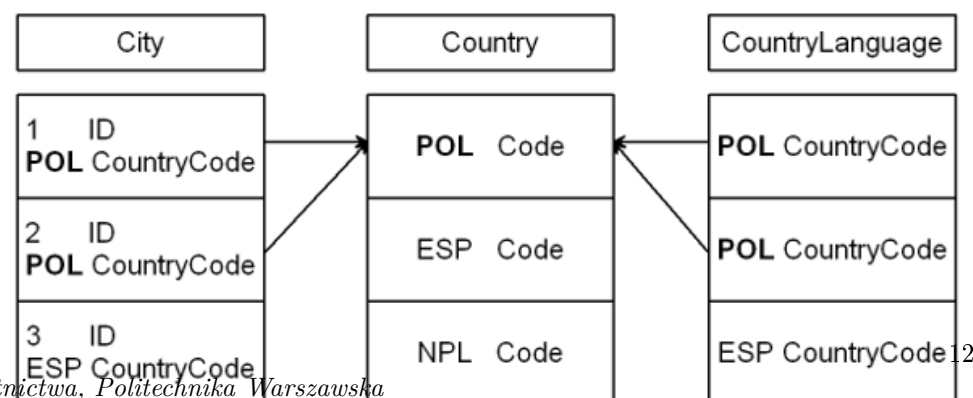 City
Country
CountryLanguage
1 ID
POL CountryCode
POL Code
POL CountryCode
2 ID
POL CountryCode
ESP Code
POL CountryCode
3 ID
ESP CountryCode
NPL Code
ESP CountryCode
12
Politechnika Warszawska